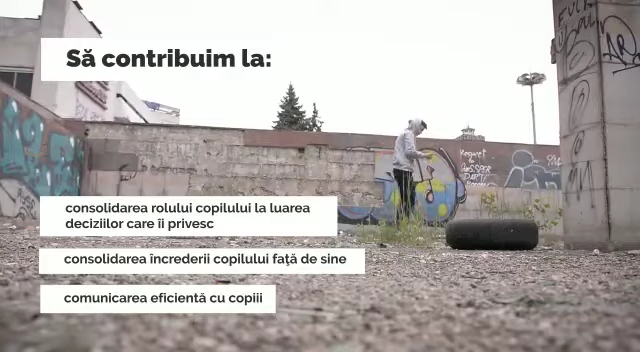 Să contribuim la:
consolidarea rolului copilului la luarea
deciziilor care îi privesc
consolidarea încrederii copilului față de sine
comunicarea eficientă cu copiii